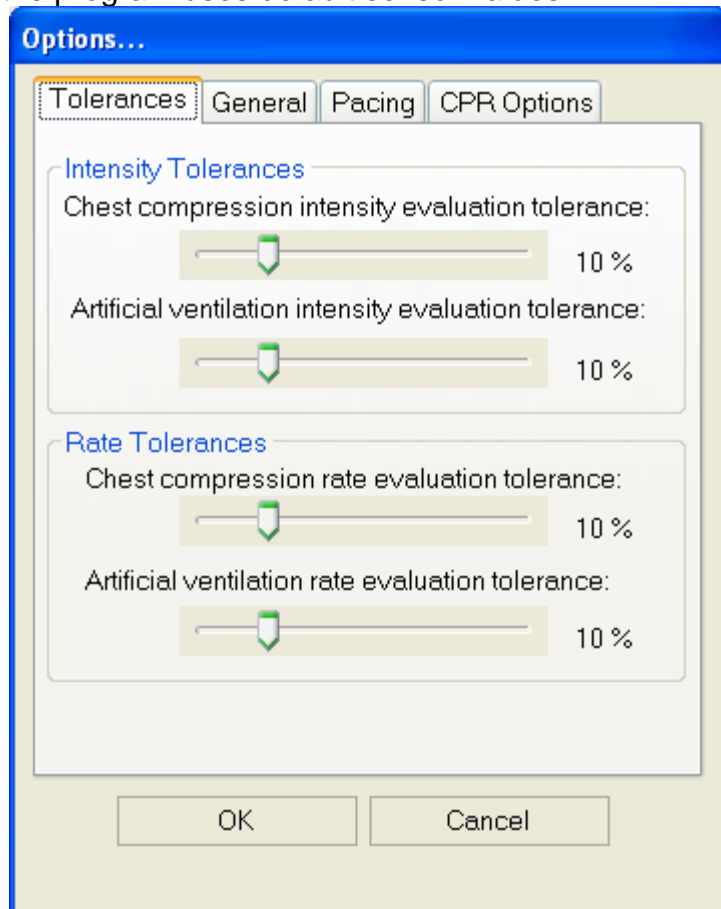 Options...
Tolerances General Pacing CPR Options
Intensity Tolerances
Chest compression intensity evaluation tolerance:
10 %
Artificial ventilation intensity evaluation tolerance:
10 %
Rate Tolerances
Chest compression rate evaluation tolerance:
10 %
Artificial ventilation rate evaluation tolerance:
10 %
OK Cancel